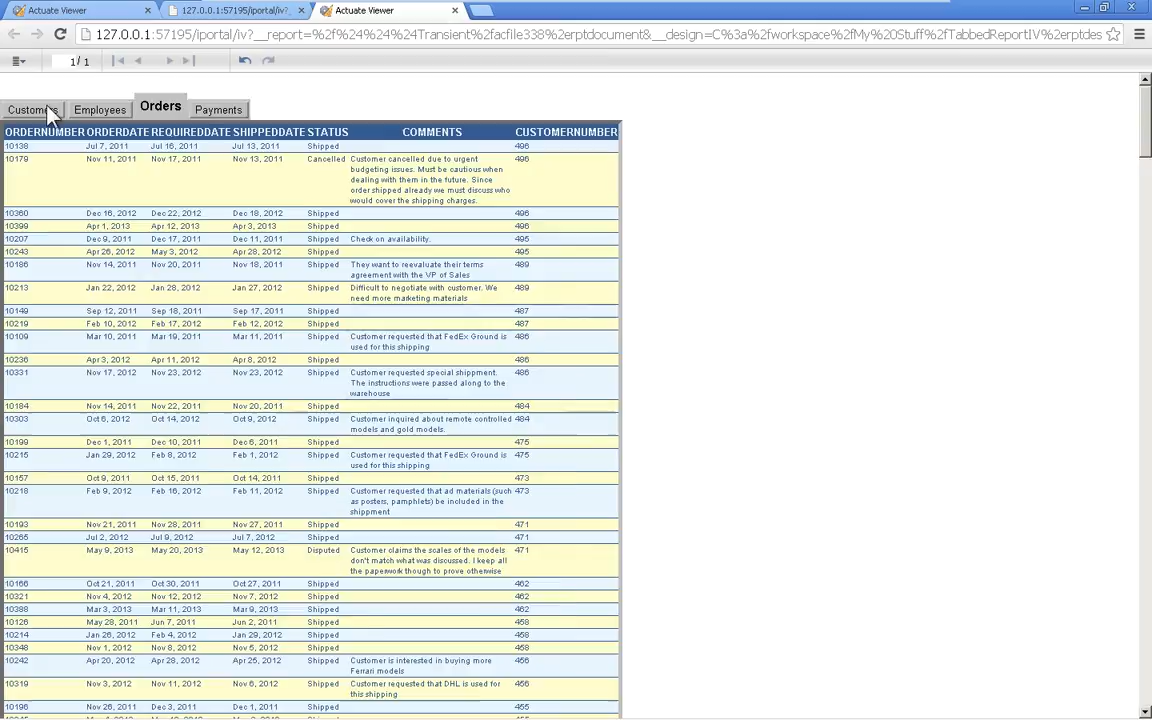 Actuate Viewer
127.0.0.1:57195/iportal/iv?_
Actuate Viewer
127.0.0.1:57195/iportal/iv?__report=%2f%24%24%24Transient%2facfile338%2erptdocument&__design=C%3a%2fworkspace%2fMy%20Stuff%2fTabbedReportIV%2erptdes
1/ 1
Customers Employees Orders Payments
ORDERNUMBER ORDERDATE REQUIREDDATE SHIPPEDDATE STATUS COMMENTS CUSTOMERNUMBER
10138 Jul 7, 2011 Jul 16, 2011 Jul 13, 2011 Shipped 496
10179 Nov 11, 2011 Nov 17, 2011 Nov 13, 2011 Cancelled Customer cancelled due to urgent 496
budgeting issues. Must be cautious when
dealing with them in the future. Since
order shipped already we must discuss who
would cover the shipping charges.
10360 Dec 16, 2012 Dec 22, 2012 Dec 18, 2012 Shipped 496
10399 Apr 1, 2013 Apr 12, 2013 Apr 3, 2013 Shipped 496
10207 Dec 9, 2011 Dec 17, 2011 Dec 11, 2011 Shipped Check on availability. 495
10243 Apr 26, 2012 May 3, 2012 Apr 28, 2012 Shipped 495
10186 Nov 14, 2011 Nov 20, 2011 Nov 18, 2011 Shipped They want to reevaluate their terms 489
agreement with the VP of Sales
10213 Jan 22, 2012 Jan 28, 2012 Jan 27, 2012 Shipped Difficult to negotiate with customer. We 489
need more marketing materials
10149 Sep 12, 2011 Sep 18, 2011 Sep 17, 2011 Shipped 487
10219 Feb 10, 2012 Feb 17, 2012 Feb 12, 2012 Shipped 487
10109 Mar 10, 2011 Mar 19, 2011 Mar 11, 2011 Shipped Customer requested that FedEx Ground is 486
used for this shipping
10236 Apr 3, 2012 Apr 11, 2012 Apr 8, 2012 Shipped 486
10331 Nov 17, 2012 Nov 23, 2012 Nov 23, 2012 Shipped Customer requested special shippment. 486
The instructions were passed along to the
warehouse
10184 Nov 14, 2011 Nov 22, 2011 Nov 20, 2011 Shipped 484
10303 Oct 6, 2012 Oct 14, 2012 Oct 9, 2012 Shipped Customer inquired about remote controlled 484
models and gold models.
10199 Dec 1, 2011 Dec 10, 2011 Dec 6, 2011 Shipped 475
10215 Jan 29, 2012 Feb 8, 2012 Feb 1, 2012 Shipped Customer requested that FedEx Ground is 475
used for this shipping
10157 Oct 9, 2011 Oct 15, 2011 Oct 14, 2011 Shipped 473
10218 Feb 9, 2012 Feb 16, 2012 Feb 11, 2012 Shipped Customer requested that ad materials (such 473
as posters, pamphlets) be included in the
shippment
10193 Nov 21, 2011 Nov 28, 2011 Nov 27, 2011 Shipped 471
10265 Jul 2, 2012 Jul 9, 2012 Jul 7, 2012 Shipped 471
10415 May 9, 2013 May 20, 2013 May 12, 2013 Disputed Customer claims the scales of the models 471
don't match what was discussed. I keep all
the paperwork though to prove otherwise
10166 Oct 21, 2011 Oct 30, 2011 Oct 27, 2011 Shipped 462
10321 Nov 4, 2012 Nov 12, 2012 Nov 7, 2012 Shipped 462
10388 Mar 3, 2013 Mar 11, 2013 Mar 9, 2013 Shipped 462
10126 May 28, 2011 Jun 7, 2011 Jun 2, 2011 Shipped 458
10214 Jan 26, 2012 Feb 4, 2012 Jan 29, 2012 Shipped 458
10348 Nov 1, 2012 Nov 8, 2012 Nov 5, 2012 Shipped 458
10242 Apr 20, 2012 Apr 28, 2012 Apr 25, 2012 Shipped Customer is interested in buying more 456
Ferrari models
10319 Nov 3, 2012 Nov 11, 2012 Nov 6, 2012 Shipped Customer requested that DHL is used for 456
this shipping
10196 Nov 26, 2011 Dec 3, 2011 Dec 1, 2011 Shipped 455